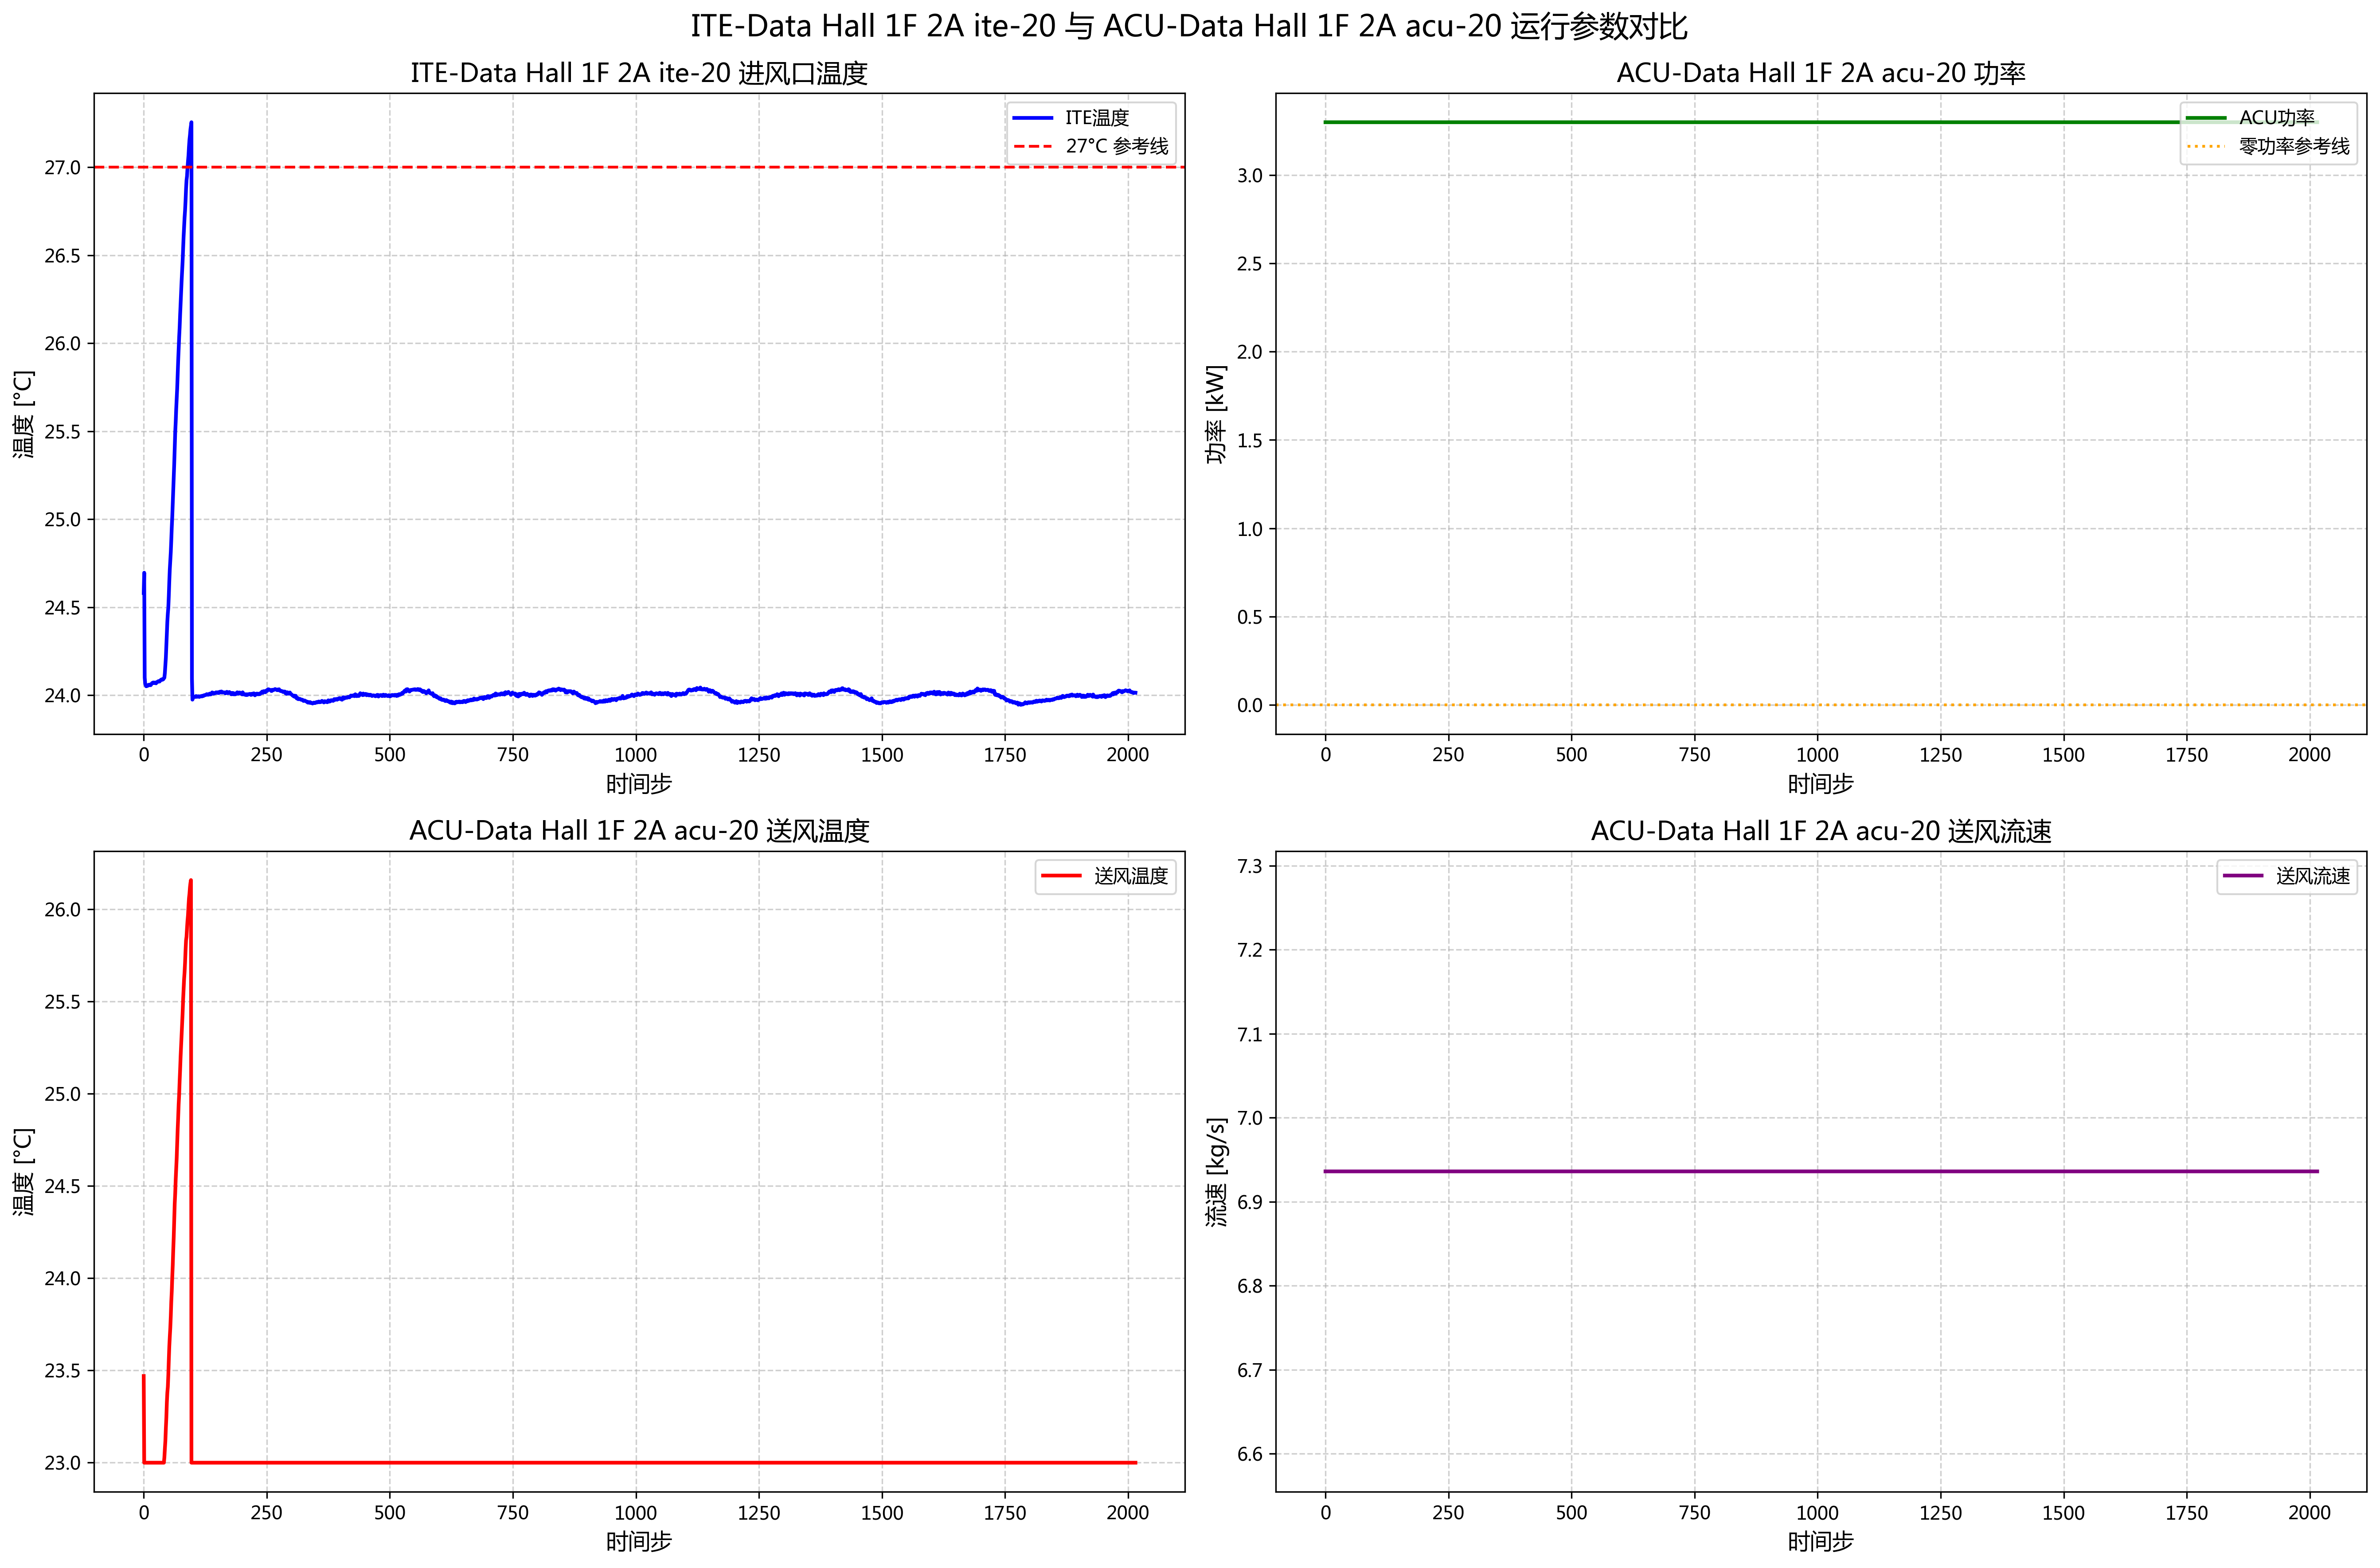 ITE-Data Hall 1F 2A ite-20 与 ACU-Data Hall 1F 2A acu-20 运行参数对比
ITE-Data Hall 1F 2A ite-20 进风口温度
ITE温度
27°C 参考线
温度 [°C]
27.0
26.5
26.0
25.5
25.0
24.5
24.0
0 250 500 750 1000 1250 1500 1750 2000
时间步
ACU-Data Hall 1F 2A acu-20 功率
ACU功率
零功率参考线
功率 [kW]
3.0
2.5
2.0
1.5
1.0
0.5
0.0
0 250 500 750 1000 1250 1500 1750 2000
时间步
ACU-Data Hall 1F 2A acu-20 送风温度
送风温度
温度 [°C]
26.0
25.5
25.0
24.5
24.0
23.5
23.0
0 250 500 750 1000 1250 1500 1750 2000
时间步
ACU-Data Hall 1F 2A acu-20 送风流速
送风流速
流速 [kg/s]
7.3
7.2
7.1
7.0
6.9
6.8
6.7
6.6
0 250 500 750 1000 1250 1500 1750 2000
时间步